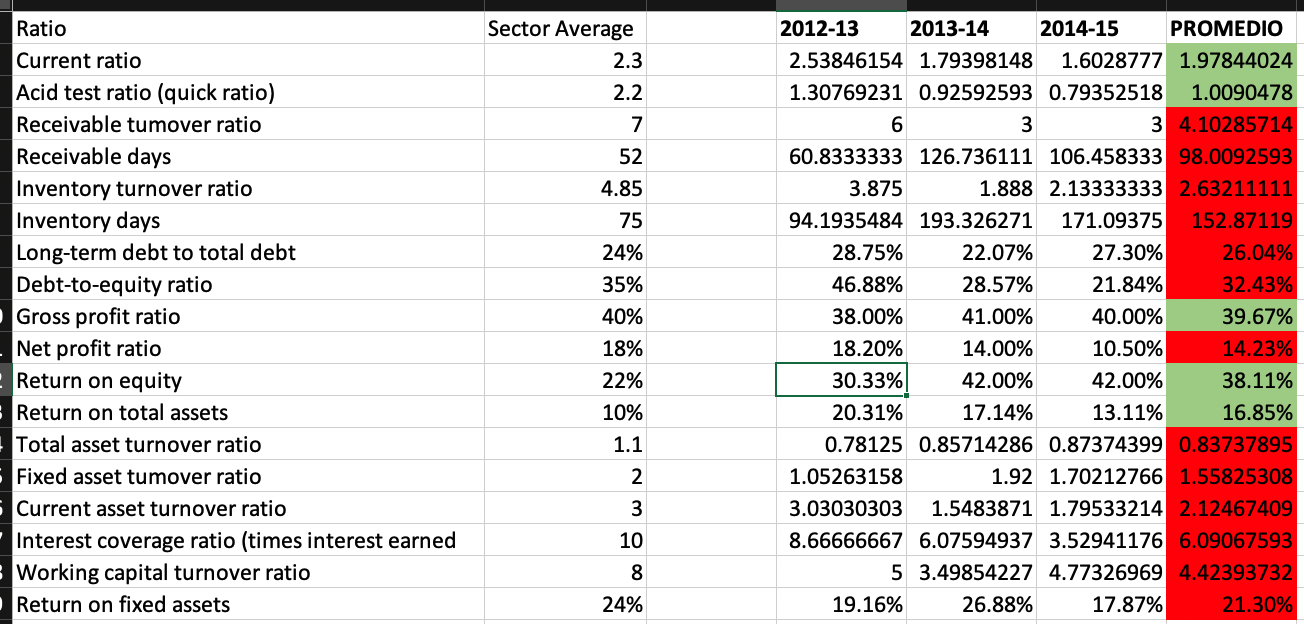 Ratio Sector Average 2012-13 2013-14 2014-15 PROMEDIO
Current ratio 2.3 2.53846154 1.79398148 1.6028777 1.97844024
Acid test ratio (quick ratio) 2.2 1.30769231 0.92592593 0.79352518 1.0090478
Receivable tumover ratio 7 6 3 3 4.10285714
Receivable days 52 60.8333333 126.736111 106.458333 98.0092593
Inventory turnover ratio 4.85 3.875 1.888 2.13333333 2.63211111
Inventory days 75 94.1935484 193.326271 171.09375 152.87119
Long-term debt to total debt 24% 28.75% 22.07% 27.30% 26.04%
Debt-to-equity ratio 35% 46.88% 28.57% 21.84% 32.43%
Gross profit ratio 40% 38.00% 41.00% 40.00% 39.67%
Net profit ratio 18% 18.20% 14.00% 10.50% 14.23%
Return on equity 22% 30.33% 42.00% 42.00% 38.11%
Return on total assets 10% 20.31% 17.14% 13.11% 16.85%
Total asset turnover ratio 1.1 0.78125 0.85714286 0.87374399 0.83737895
Fixed asset tumover ratio 2 1.05263158 1.92 1.70212766 1.55825308
Current asset turnover ratio 3 3.03030303 1.5483871 1.79533214 2.12467409
Interest coverage ratio (times interest earned 10 8.66666667 6.07594937 3.52941176 6.09067593
Working capital turnover ratio 8 5 3.49854227 4.77326969 4.42393732
Return on fixed assets 24% 19.16% 26.88% 17.87% 21.30%